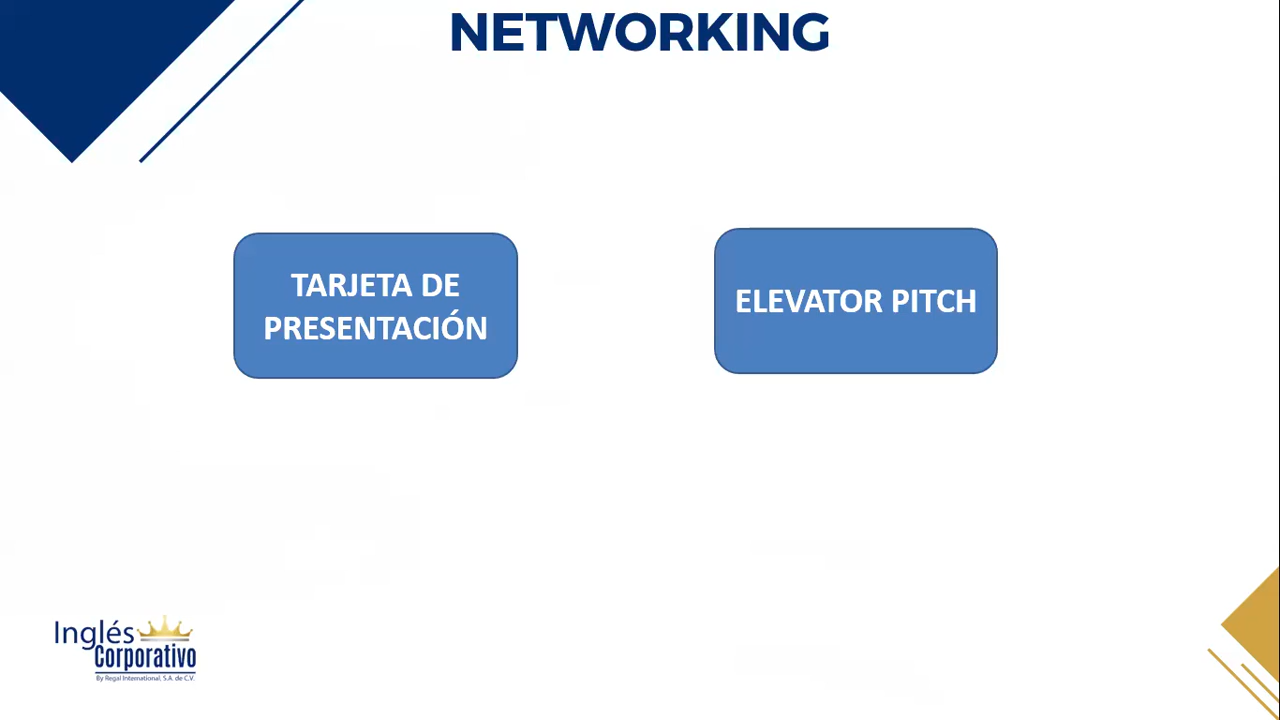 NETWORKING
TARJETA DE
PRESENTACIÓN
ELEVATOR PITCH
Inglés
Corporativo
By Regal International, S.A. de C.V.